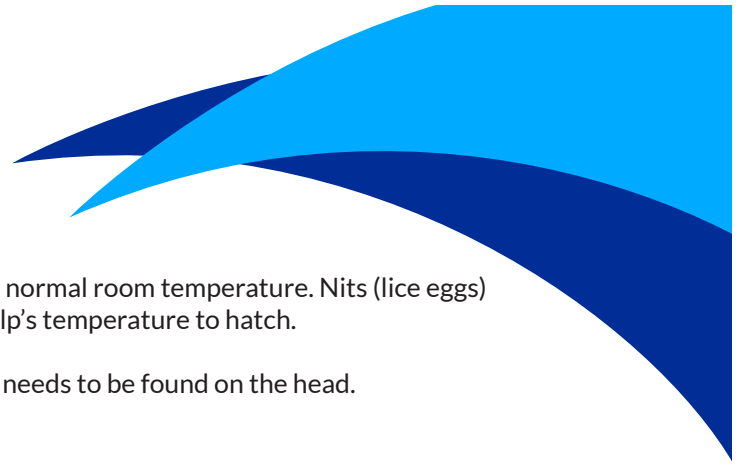 normal room temperature. Nits (lice eggs)
lp’s temperature to hatch.
needs to be found on the head.